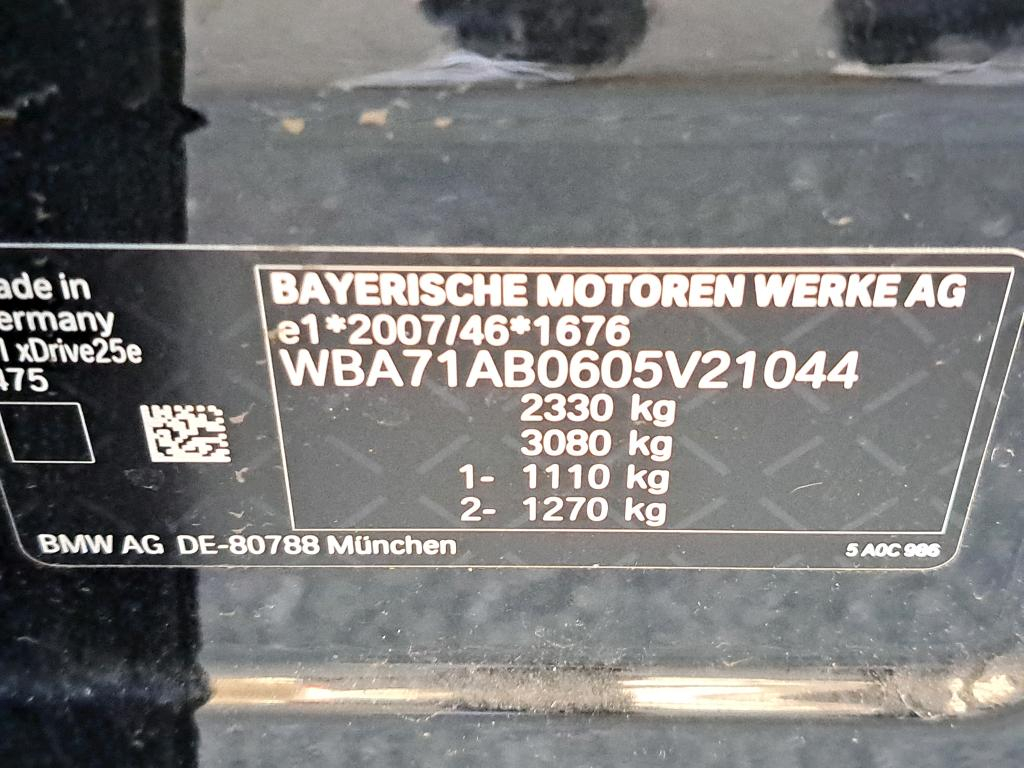 ade in
ermany
xDrive25e
475
BAYERISCHE MOTOREN WERKE AG
e1*2007/46*1676
WBA71AB0605V21044
2330 kg
3080 kg
1- 1110 kg
2- 1270 kg
BMW AG DE-80788 München
5 A0C 986